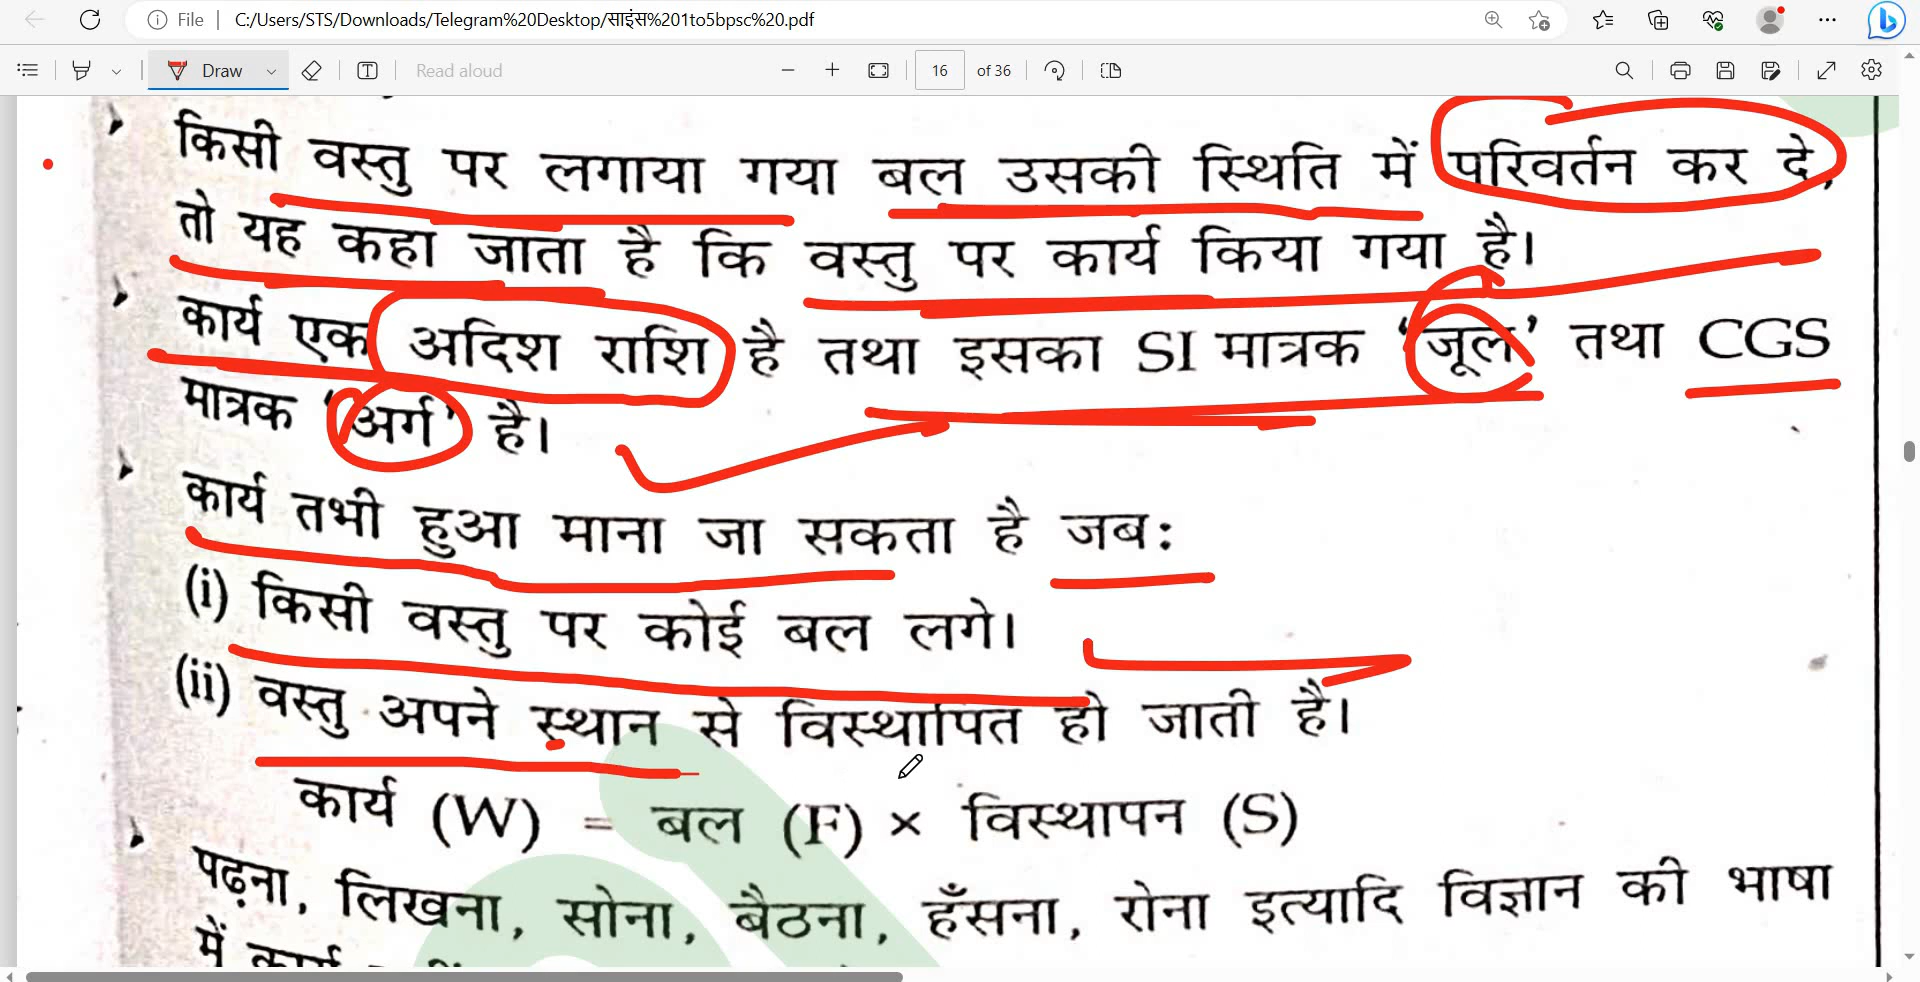 File C:/Users/STS/Downloads/Telegram%20Desktop/साइंस%201to5bpsc%20.pdf
Draw Read aloud 16 of 36
किसी वस्तु पर लगाया गया बल उसकी स्थिति में परिवर्तन कर दे,
तो यह कहा जाता है कि वस्तु पर कार्य किया गया है।
कार्य एक अदिश राशि है तथा इसका SI मात्रक ‘जूल’ तथा CGS
मात्रक ‘अर्ग’ है।
कार्य तभी हुआ माना जा सकता है जब:
(i) किसी वस्तु पर कोई बल लगे।
(ii) वस्तु अपने स्थान से विस्थापित हो जाती है।
कार्य (W) = बल (F) × विस्थापन (S)
पढ़ना, लिखना, सोना, बैठना, हँसना, रोना इत्यादि विज्ञान की भाषा
में कार्य